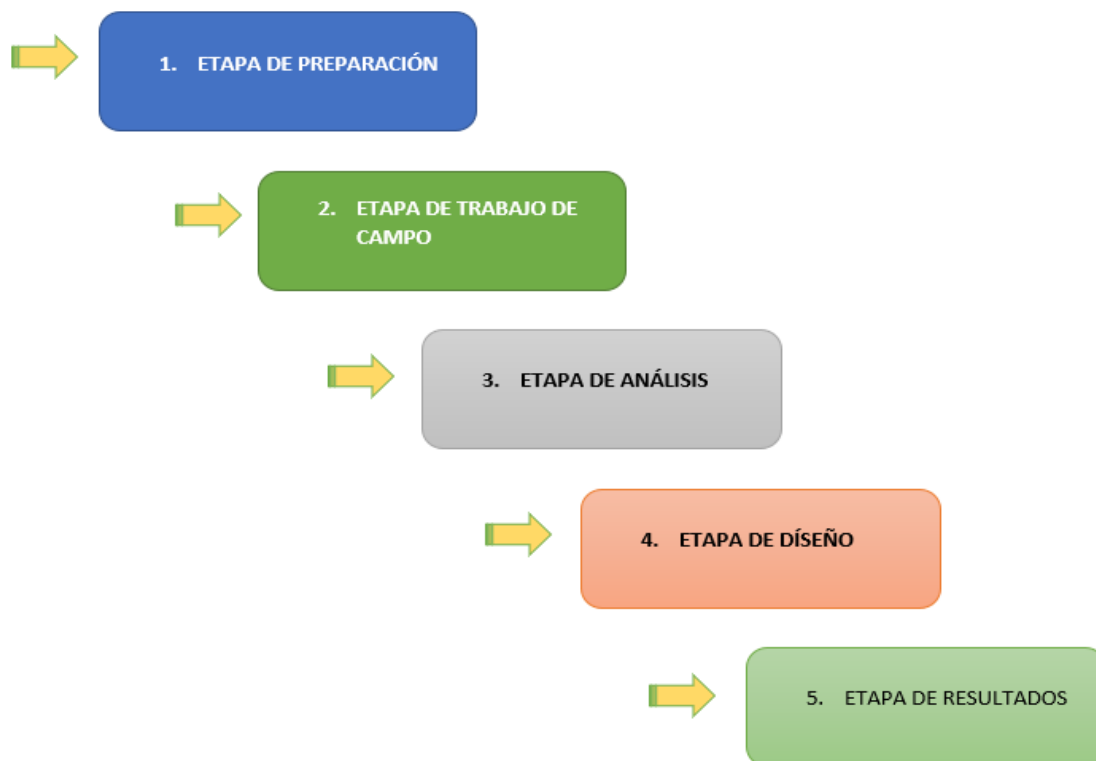 1. ETAPA DE PREPARACIÓN
2. ETAPA DE TRABAJO DE
CAMPO
3. ETAPA DE ANÁLISIS
4. ETAPA DE DÍSEÑO
5. ETAPA DE RESULTADOS